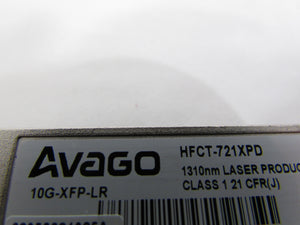 AVAGO
HFCT-721XPD
10G-XFP-LR
1310nm LASER PRODUC
CLASS 1 21 CFR(J)